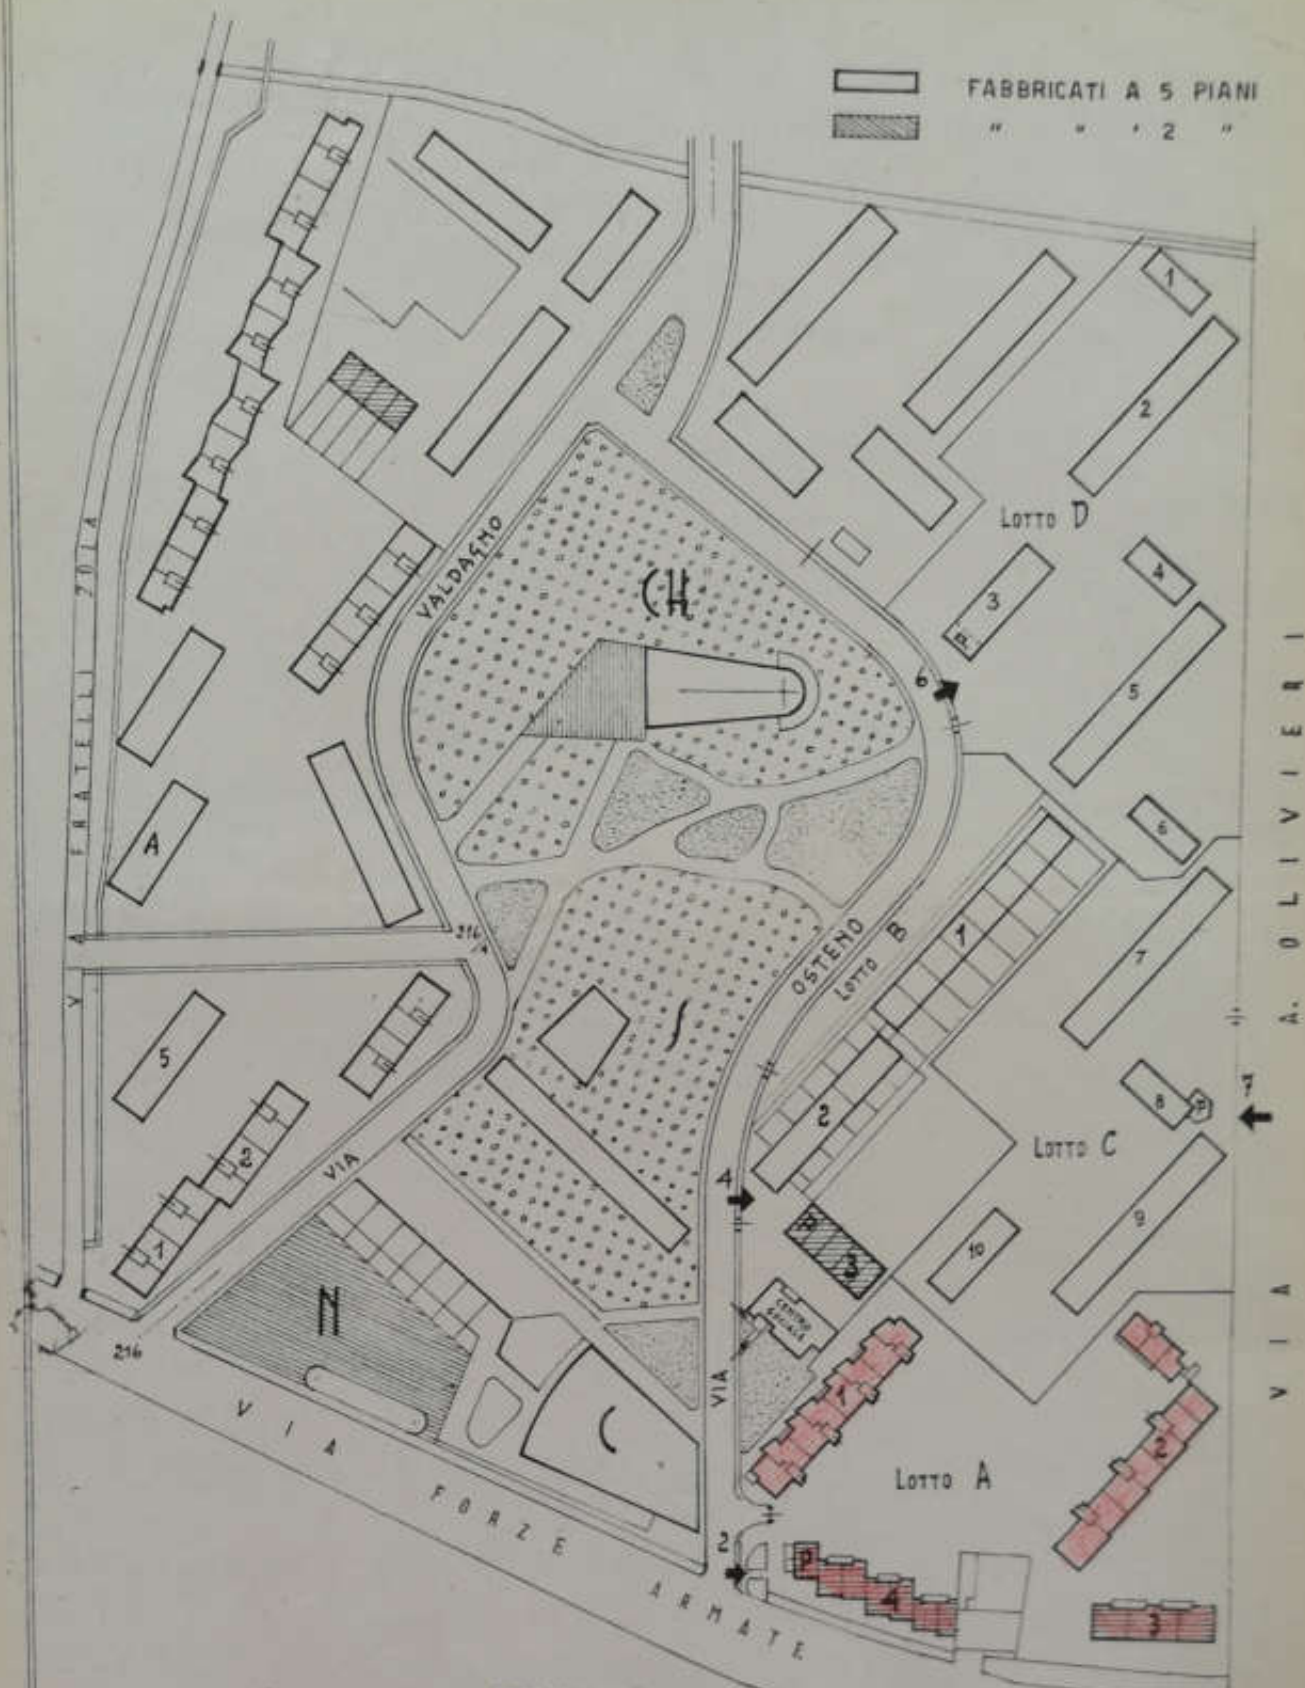 FABBRICATI A 5 PIANI
" " " 2 "
1
2
LOTTO D
3
P
4
5
6
VALDAGNO
CH
6
FRATELLI ZOIA
A
VIA
216
OSTENO
LOTTO B
1
7
A. OLIVIERI
5
2
8
P
7
LOTTO C
4
2
VIA
1
P
3
9
10
CENTRO SOCIALE
N
216
VIA
1
VIA
C
LOTTO A
2
VIA FORZE ARMATE
2
P
4
3